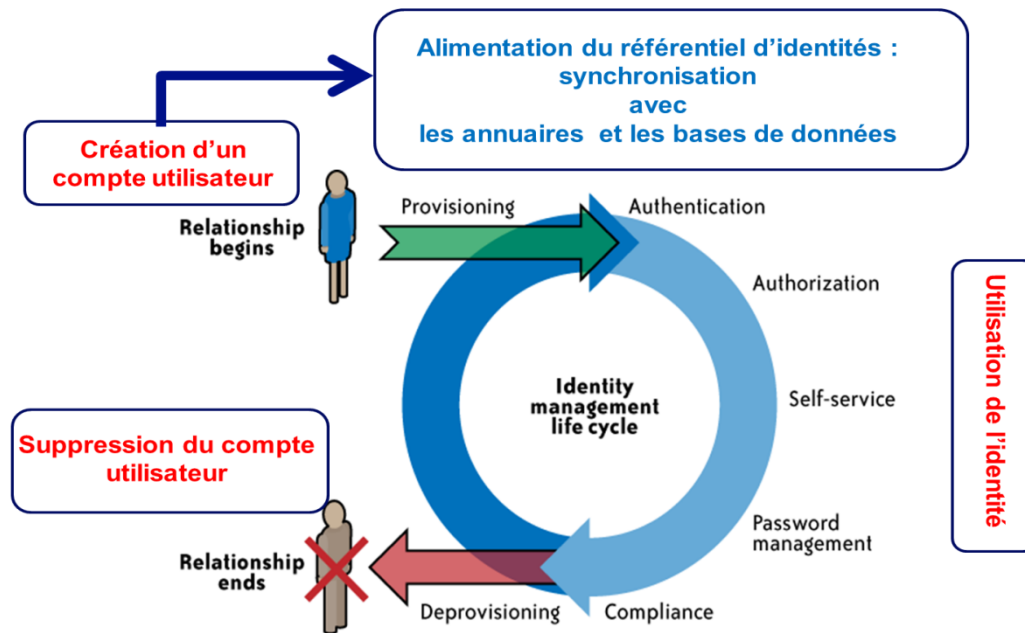 Alimentation du référentiel d’identités :
synchronisation
avec
les annuaires et les bases de données
Création d’un
compte utilisateur
Provisioning
Authentication
Relationship
begins
Authorization
Utilisation de l’identité
Identity
management
life cycle
Self-service
Suppression du compte
utilisateur
Password
management
Relationship
ends
Deprovisioning
Compliance